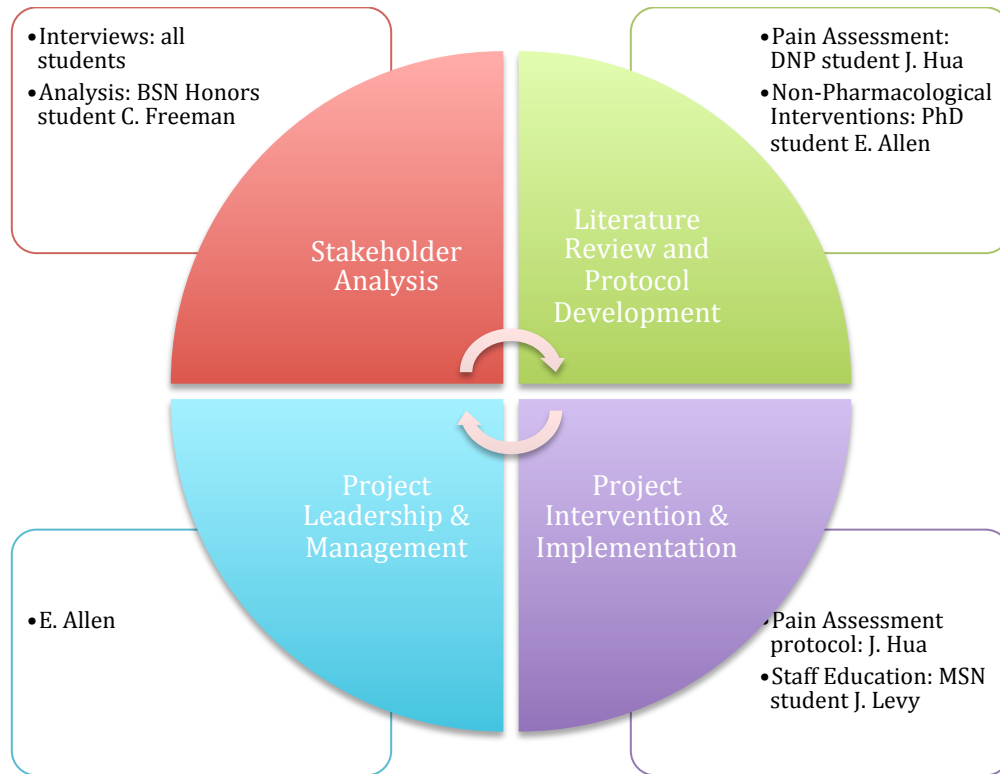 •Interviews: all
students
•Analysis: BSN Honors
student C. Freeman
•Pain Assessment:
DNP student J. Hua
•Non-Pharmacological
Interventions: PhD
student E. Allen
Stakeholder
Analysis
Literature
Review and
Protocol
Development
Project
Leadership &
Management
Project
Intervention &
Implementation
•E. Allen
•Pain Assessment
protocol: J. Hua
•Staff Education: MSN
student J. Levy